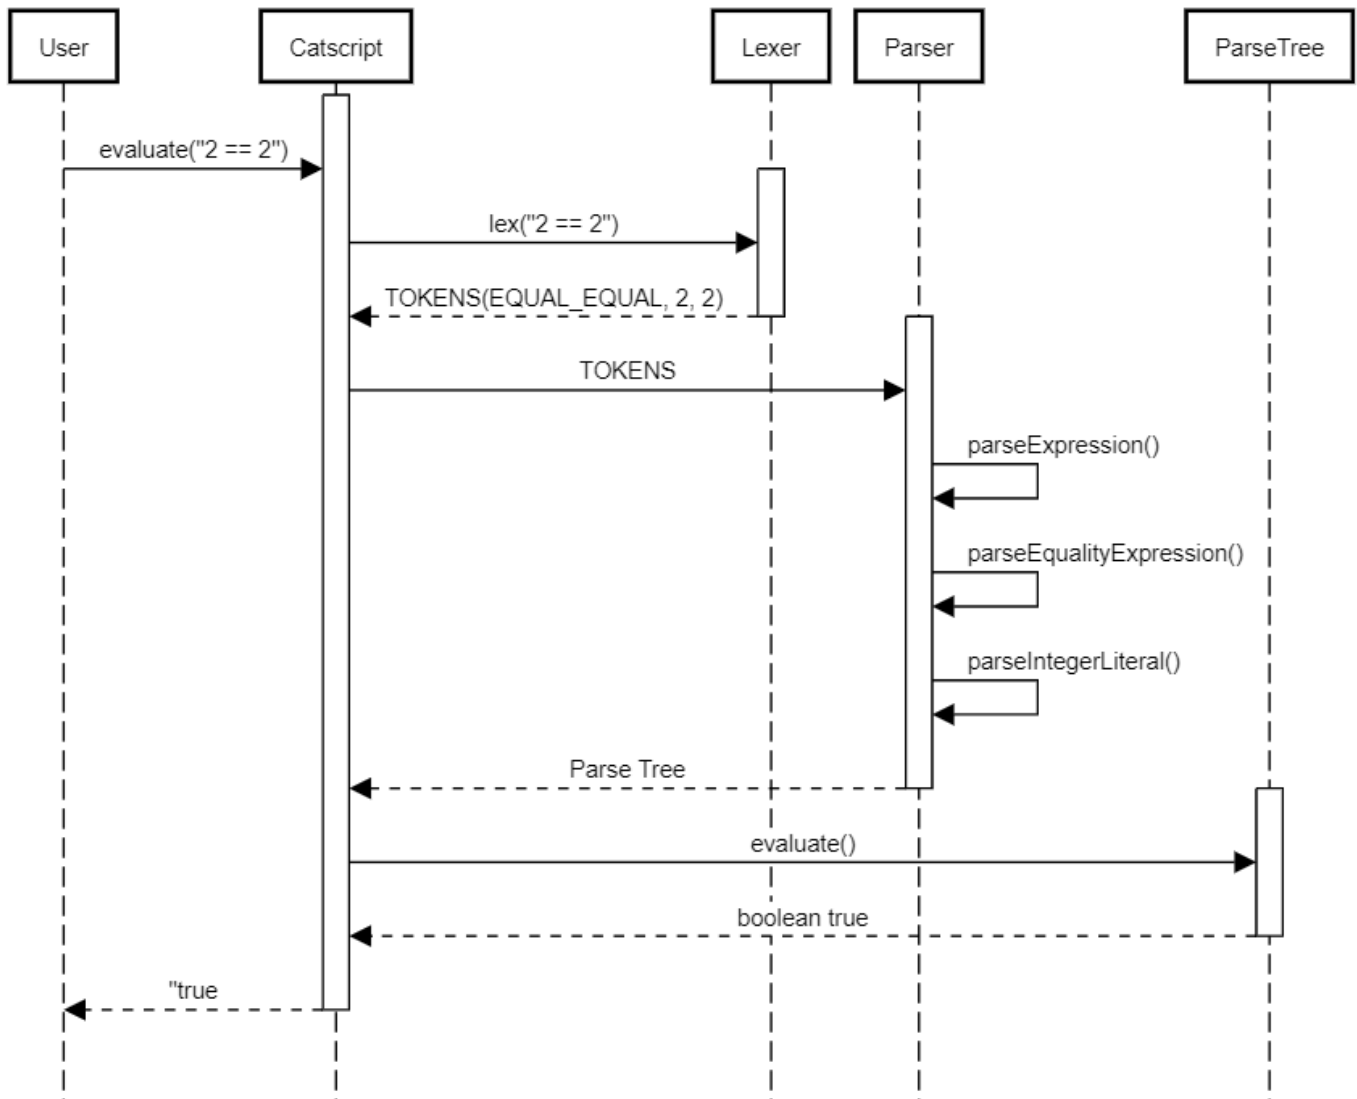 User
Catscript
Lexer
Parser
ParseTree
evaluate("2 == 2")
lex("2 == 2")
TOKENS(EQUAL_EQUAL, 2, 2)
TOKENS
parseExpression()
parseEqualityExpression()
parseIntegerLiteral()
Parse Tree
evaluate()
boolean true
"true